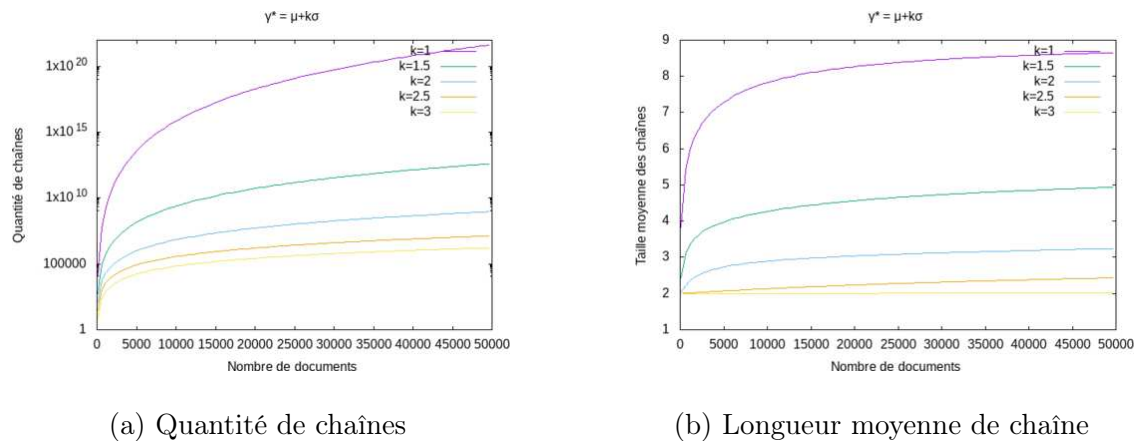 γ* = μ+kσ
1x10 20
1x10 15
1x10 10
100000
1
Quantité de chaînes
k=1
k=1.5
k=2
k=2.5
k=3
0 5000 10000 15000 20000 25000 30000 35000 40000 45000 50000
Nombre de documents
(a) Quantité de chaînes
γ* = μ+kσ
9
8
7
6
5
4
3
2
1
Taille moyenne des chaînes
k=1
k=1.5
k=2
k=2.5
k=3
0 5000 10000 15000 20000 25000 30000 35000 40000 45000 50000
Nombre de documents
(b) Longueur moyenne de chaîne